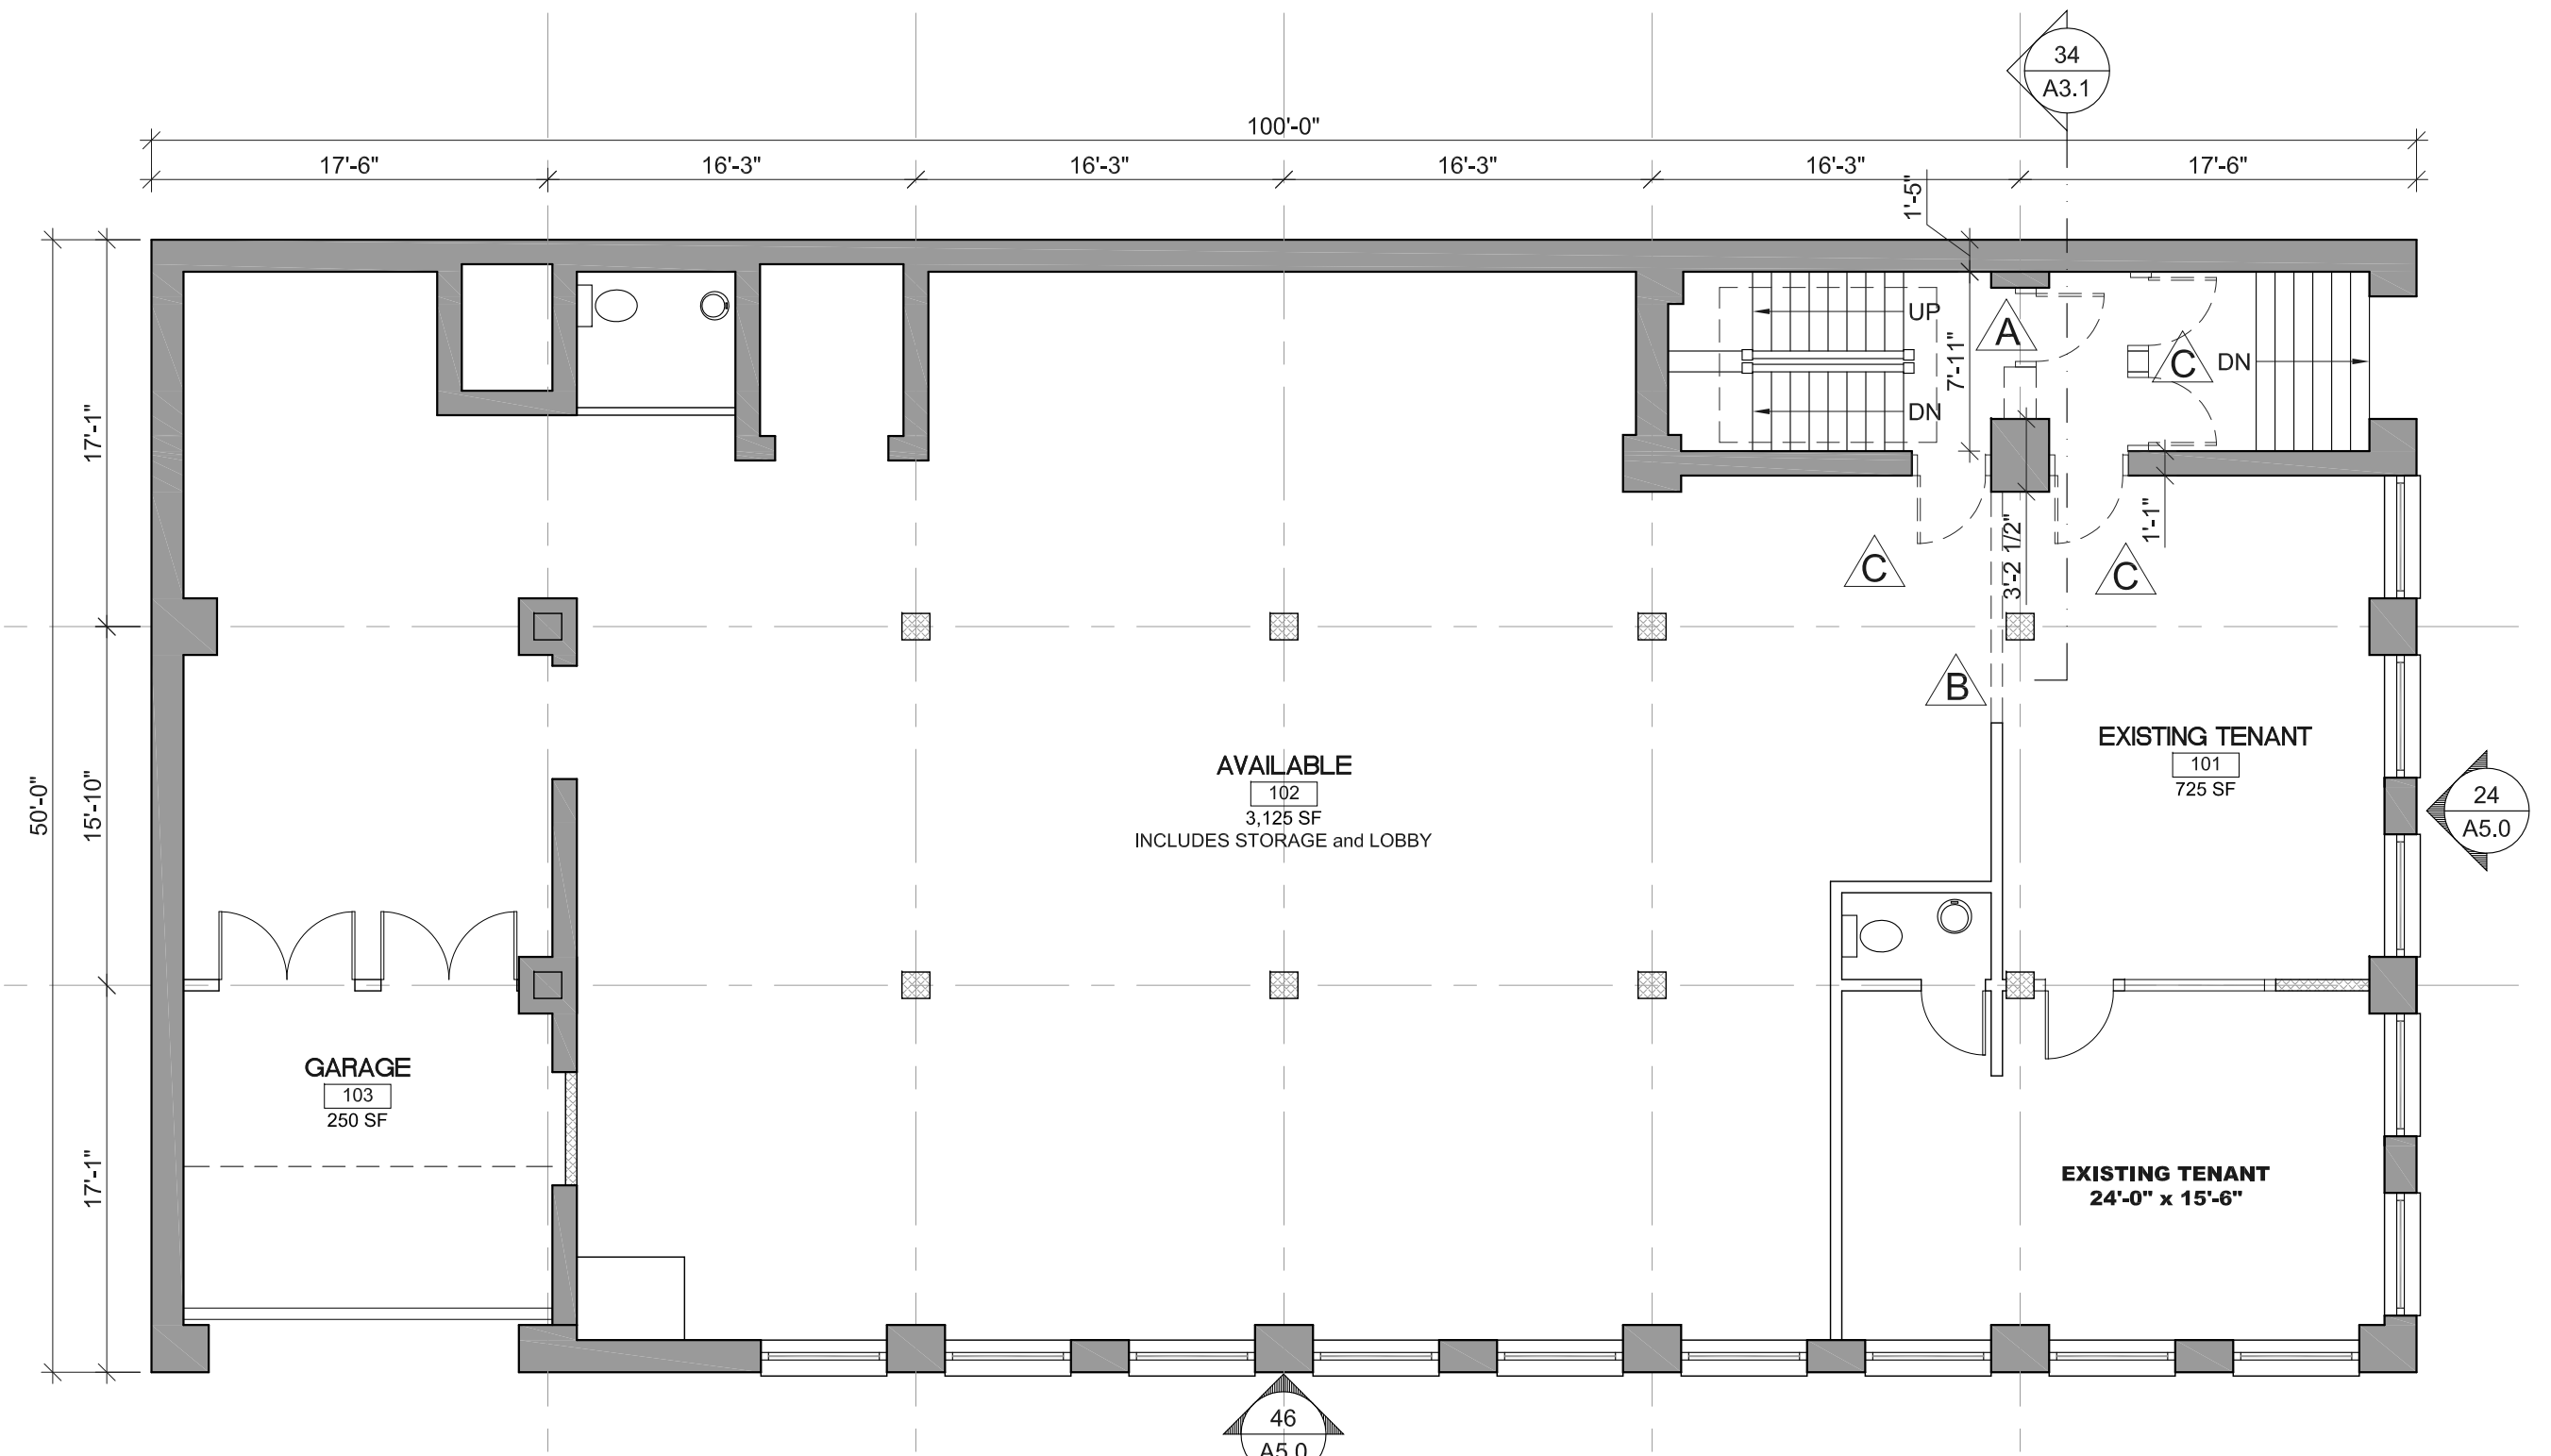 34
A3.1
100'-0"
17'-6"
16'-3"
16'-3"
16'-3"
16'-3"
17'-6"
1'-5"
UP
A
7'-11"
C
DN
DN
17'-1"
C
3'-2 1/2"
C
1'-1"
B
50'-0"
15'-10"
AVAILABLE
102
3,125 SF
INCLUDES STORAGE and LOBBY
EXISTING TENANT
101
725 SF
24
A5.0
GARAGE
103
250 SF
17'-1"
EXISTING TENANT
24'-0" x 15'-6"
46
A5.0